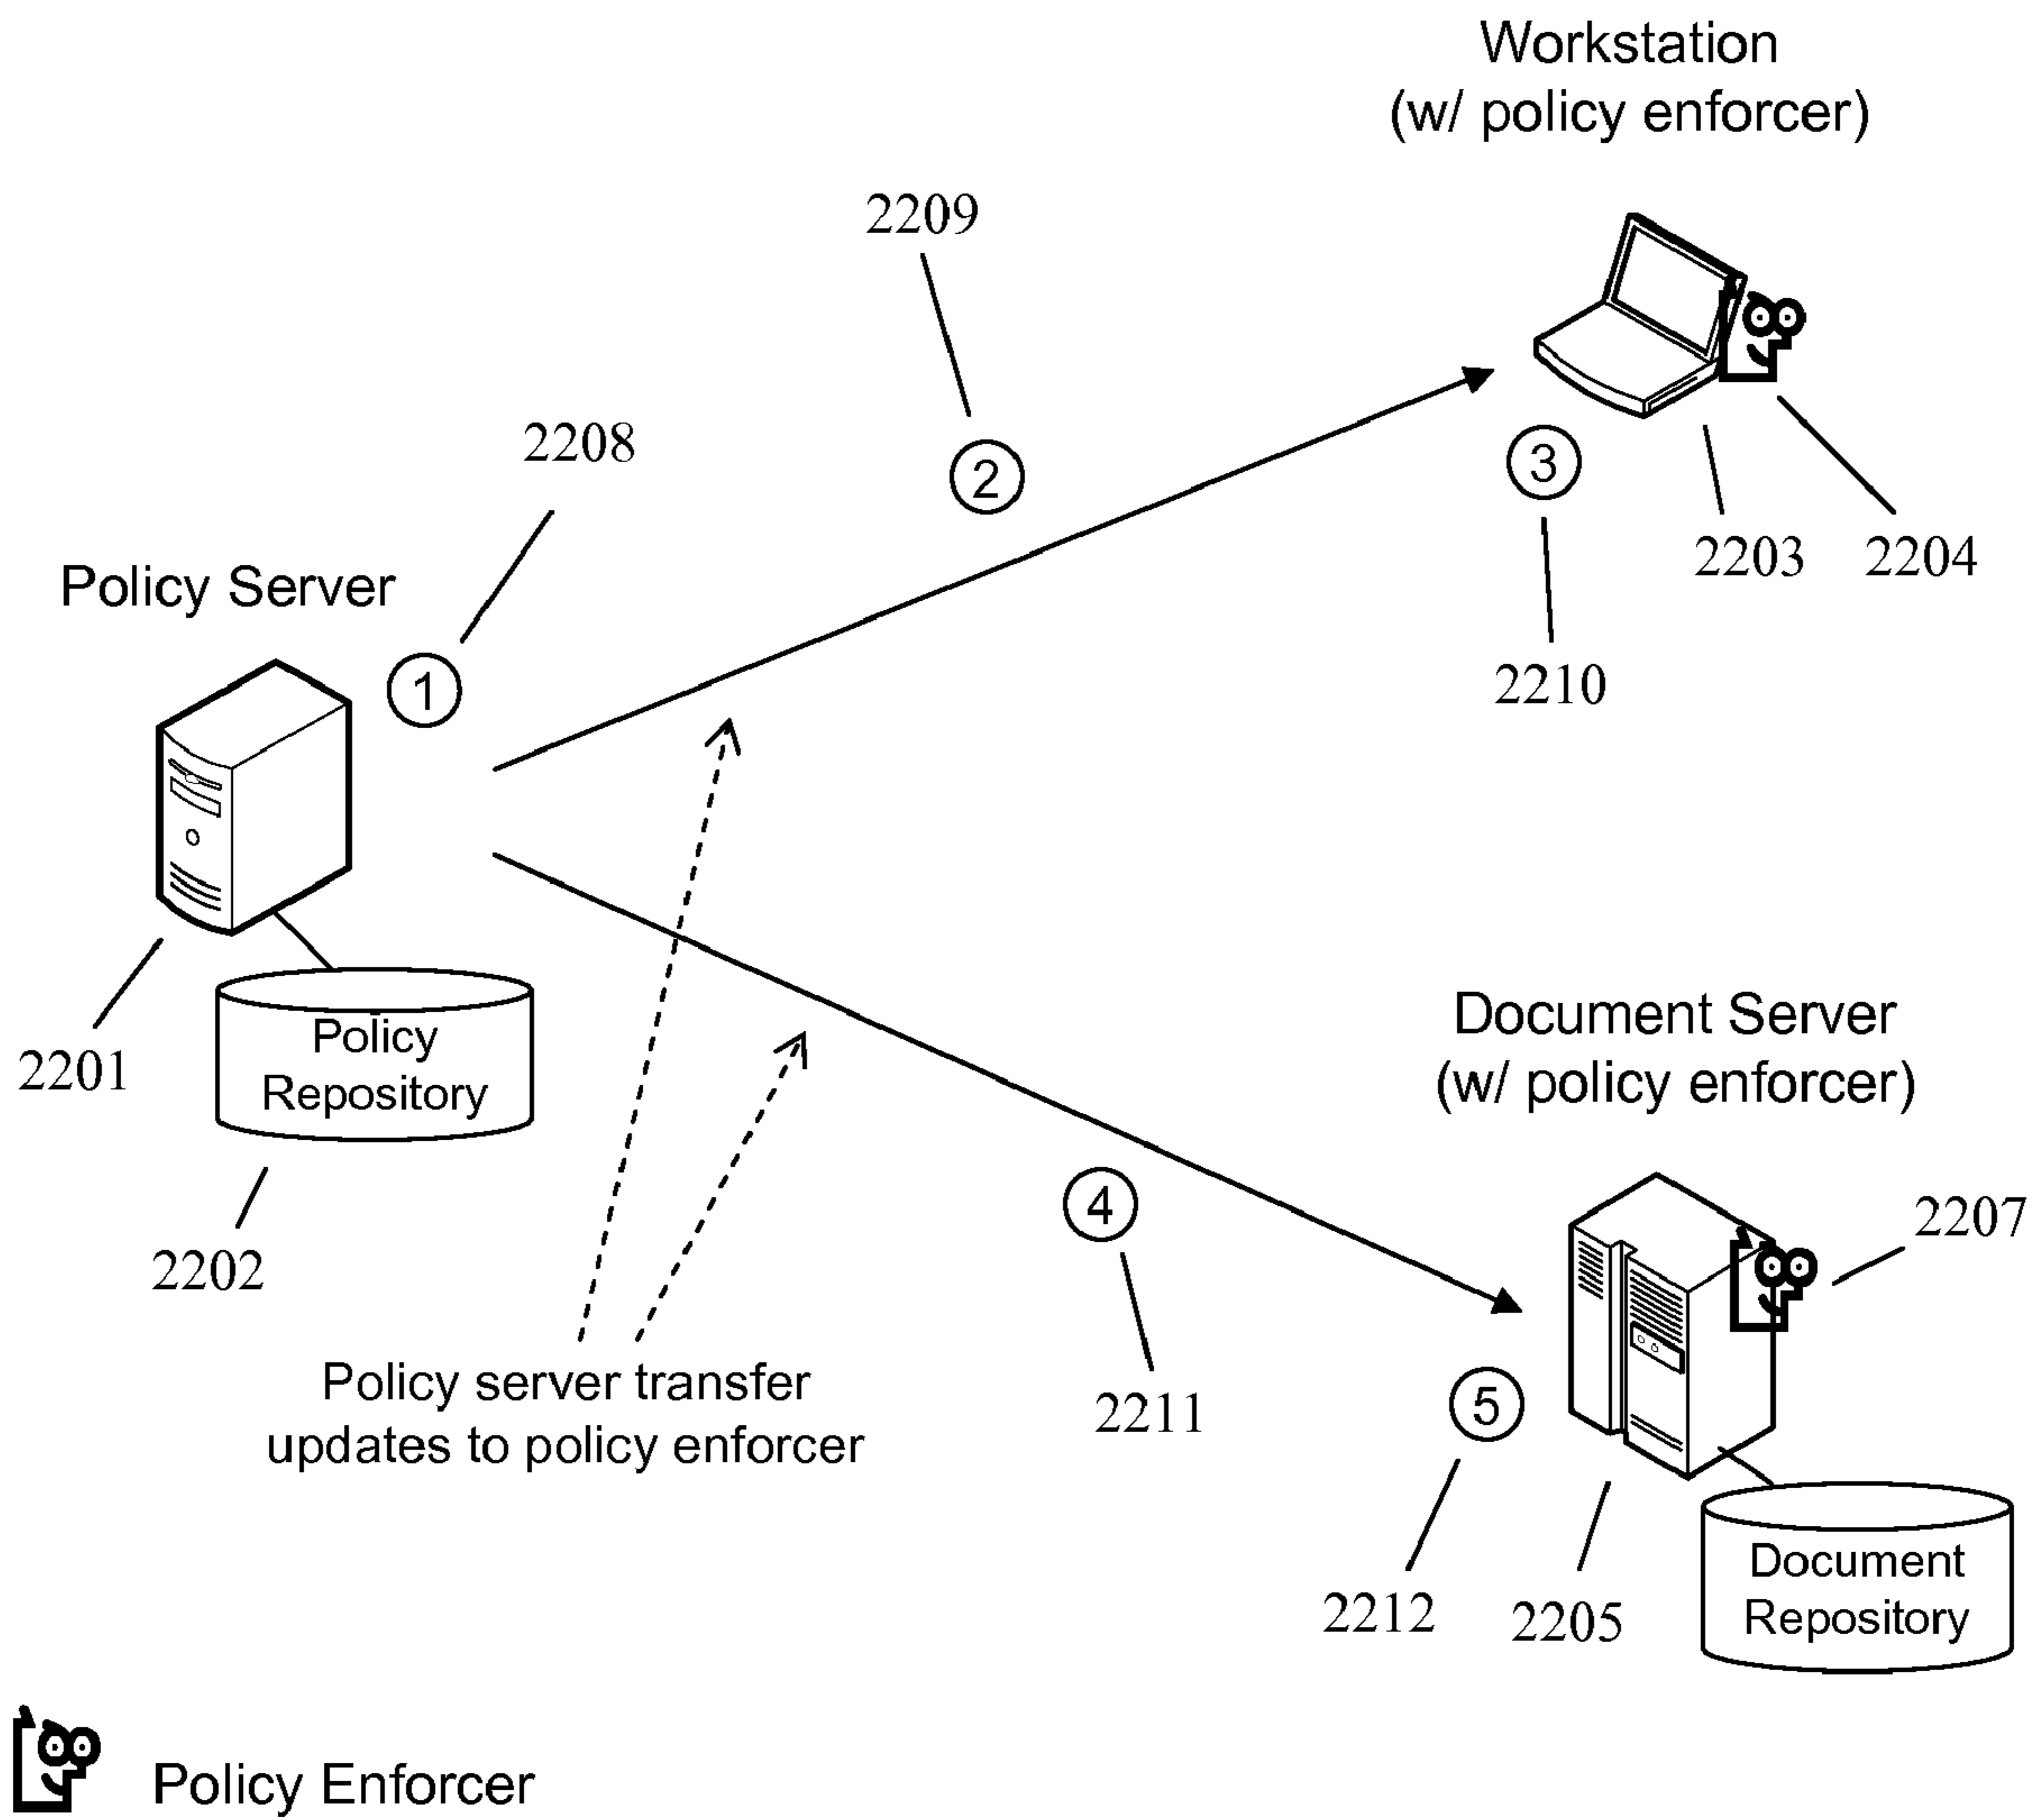 Workstation
(w/ policy enforcer)
2209
2208
2
3
2203
2204
Policy Server
1
2210
Document Server
(w/ policy enforcer)
Policy
Repository
2201
2202
4
2207
Policy server transfer
updates to policy enforcer
2211
5
2212
2205
Document
Repository
Policy Enforcer